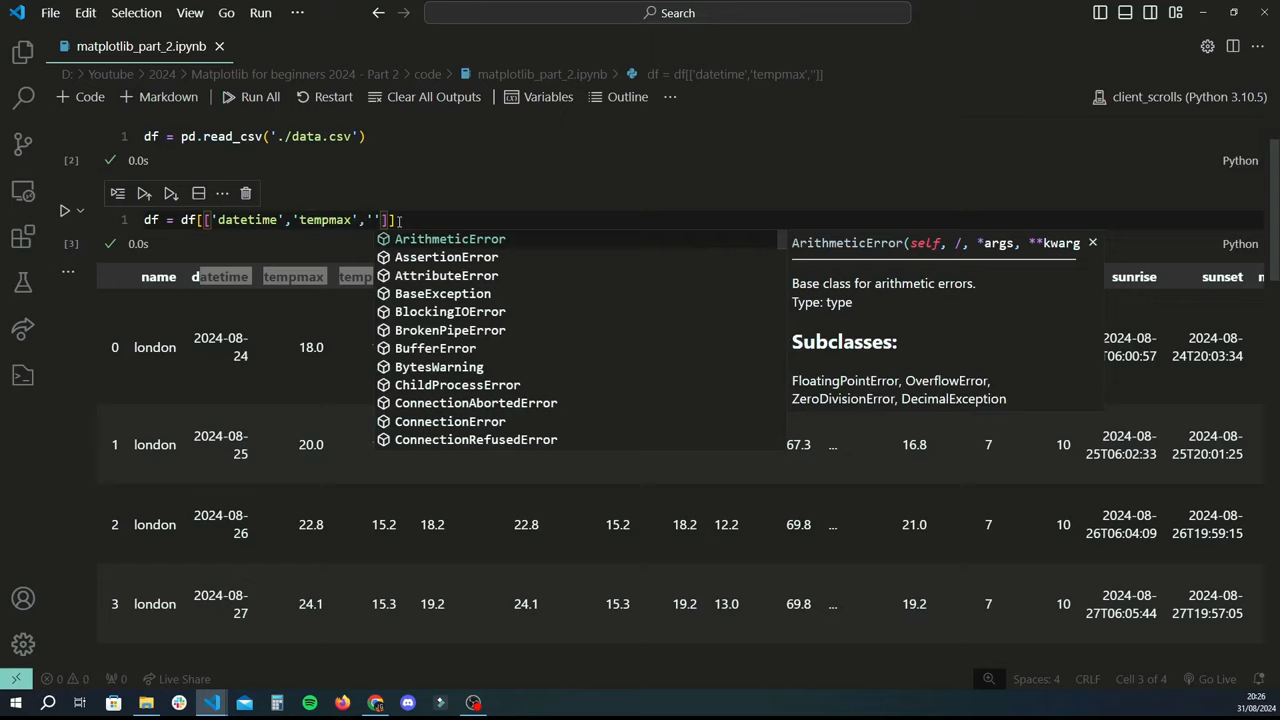 File Edit Selection View Go Run ··· Search
matplotlib_part_2.ipynb
D: > Youtube > 2024 > Matplotlib for beginners 2024 - Part 2 > code > matplotlib_part_2.ipynb > df = df[['datetime','tempmax','']]
+ Code + Markdown Run All Restart Clear All Outputs Variables Outline ··· client_scrolls (Python 3.10.5)
1 df = pd.read_csv('./data.csv')
[2] 0.0s Python
1 df = df[['datetime','tempmax','']]
[3] 0.0s Python
ArithmeticError
AssertionError
AttributeError
BaseException
BlockingIOError
BrokenPipeError
BufferError
BytesWarning
ChildProcessError
ConnectionAbortedError
ConnectionError
ConnectionRefusedError
ArithmeticError(self, /, *args, **kwarg
Base class for arithmetic errors.
Type: type
Subclasses:
FloatingPointError, OverflowError,
ZeroDivisionError, DecimalException
name datetime tempmax temp sunrise sunset
0 london 2024-08-24 18.0 T06:00:57 2024-08-24T20:03:34
1 london 2024-08-25 20.0 67.3 ... 16.8 7 10 2024-08-25T06:02:33 2024-08-25T20:01:25
2 london 2024-08-26 22.8 15.2 18.2 22.8 15.2 18.2 12.2 69.8 ... 21.0 7 10 2024-08-26T06:04:09 2024-08-26T19:59:15
3 london 2024-08-27 24.1 15.3 19.2 24.1 15.3 19.2 13.0 69.8 ... 19.2 7 10 2024-08-27T06:05:44 2024-08-27T19:57:05
0 0 0 Live Share Spaces: 4 CRLF Cell 3 of 4 Go Live
20:26
31/08/2024